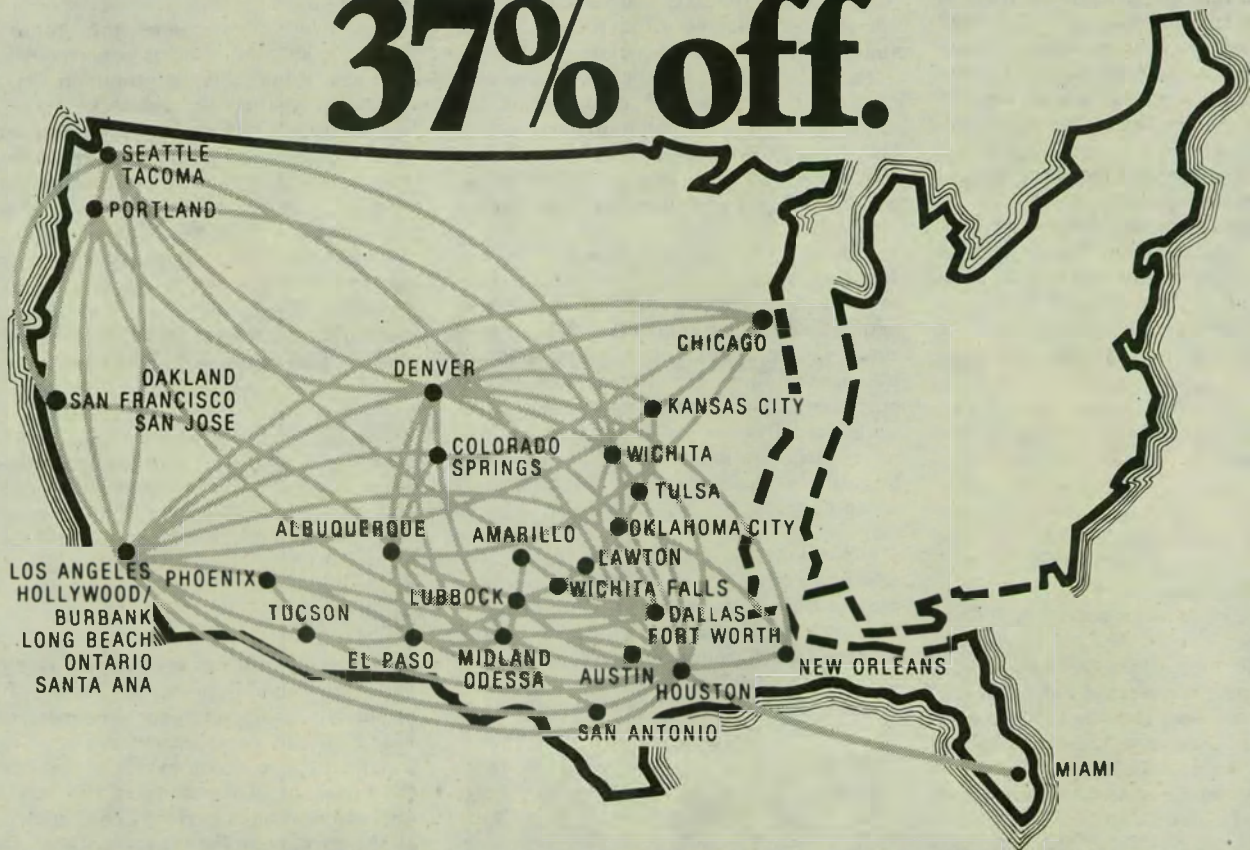 37% off.
SEATTLE
TACOMA
PORTLAND
CHICAGO
DENVER
OAKLAND
SAN FRANCISCO
SAN JOSE
KANSAS CITY
COLORADO
SPRINGS
WICHITA
TULSA
ALBUQUERQUE
AMARILLO
OKLAHOMA CITY
LAWTON
LOS ANGELES
HOLLYWOOD/
BURBANK
LONG BEACH
ONTARIO
SANTA ANA
PHOENIX
TUCSON
LUBBOCK
WICHITA FALLS
DALLAS
FORT WORTH
EL PASO
MIDLAND
ODESSA
AUSTIN
HOUSTON
NEW ORLEANS
SAN ANTONIO
MIAMI